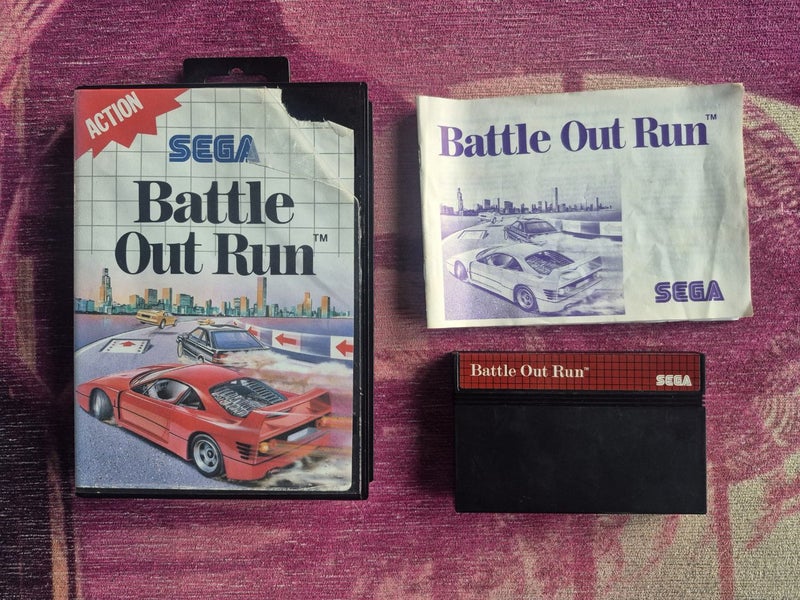 ACTION
SEGA
Battle
Out Run™
Battle Out Run™
SEGA
Battle Out Run™
SEGA